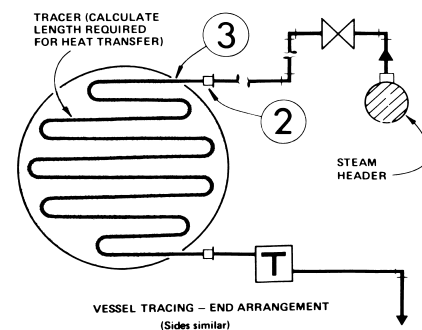 TRACER (CALCULATE
LENGTH REQUIRED
FOR HEAT TRANSFER)
3
2
STEAM
HEADER
T
VESSEL TRACING – END ARRANGEMENT
(Sides similar)